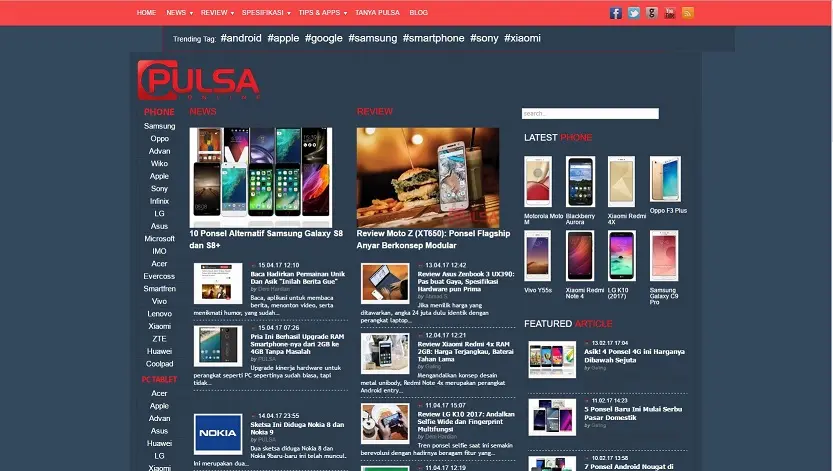 HOME NEWS REVIEW SPESIFIKASI TIPS & APPS TANYA PULSA BLOG
Trending Tag: #android #apple #google #samsung #smartphone #sony #xiaomi
PULSA
ONLINE
PHONE
Samsung
Oppo
Advan
Wiko
Apple
Sony
Infinix
LG
Asus
Microsoft
IMO
Acer
Evercoss
Smartfren
Vivo
Lenovo
Xiaomi
ZTE
Huawei
Coolpad
PC TABLET
Acer
Apple
Advan
Asus
Huawei
LG
Xiaomi
NEWS
10 Ponsel Alternatif Samsung Galaxy S8
dan S8+
15.04.17 12:10
Baca Hadirkan Permainan Unik
Dan Asik "Inilah Berita Gue"
by Deni Hardian
Baca, aplikasi untuk membaca
berita, menonton video, serta
menikmati humor, yang sudah...
15.04.17 07:26
Pria Ini Berhasil Upgrade RAM
Smartphone-nya dari 2GB ke
4GB Tanpa Masalah
by PULSA
Upgrade kinerja hardware untuk
perangkat seperti PC sepertinya sudah biasa, tapi
tidak...
14.04.17 23:55
NOKIA
Sketsa Ini Diduga Nokia 8 dan
Nokia 9
by PULSA
Dua sketsa diduga Nokia 8 dan
Nokia 9baru-baru ini telah muncul.
Ini merupakan dua...
REVIEW
PULSA
Review Moto Z (XT650): Ponsel Flagship
Anyar Berkonsep Modular
13.04.17 12:42
Review Asus Zenbook 3 UX390:
Pas buat Gaya, Spesifikasi
Hardware pun Prima
by Ahmad S
Jika menilik harga yang
ditawarkan, angka 24 juta dulu identik dengan
perangkat laptop...
12.04.17 12:21
Review Xiaomi Redmi 4x RAM
2GB: Harga Terjangkau, Baterai
Tahan Lama
by Galing
Mengandalkan konsep desain
metal unibody, Redmi Note 4x merupakan perangkat
Android entry...
11.04.17 15:07
Review LG K10 2017: Andalkan
Selfie Wide dan Fingerprint
Multifungsi
by Deni Hardian
Tren ponsel selfie saat ini semakin
berevolusi dengan hadirnya beragam fitur yang...
11.04.17 12:19
search...
LATEST PHONE
Motorola Moto
M
Blackberry
Aurora
Xiaomi Redmi
4X
Oppo F3 Plus
Vivo Y55s
Xiaomi Redmi
Note 4
LG K10
(2017)
Samsung
Galaxy C9
Pro
FEATURED ARTICLE
13.02.17 17:04
Asik! 4 Ponsel 4G ini Harganya
Dibawah Sejuta
by Galing
11.02.17 14:23
5 Ponsel Baru Ini Mulai Serbu
Pasar Domestik
by Galing
10.02.17 13:58
7 Ponsel Android Nougat di